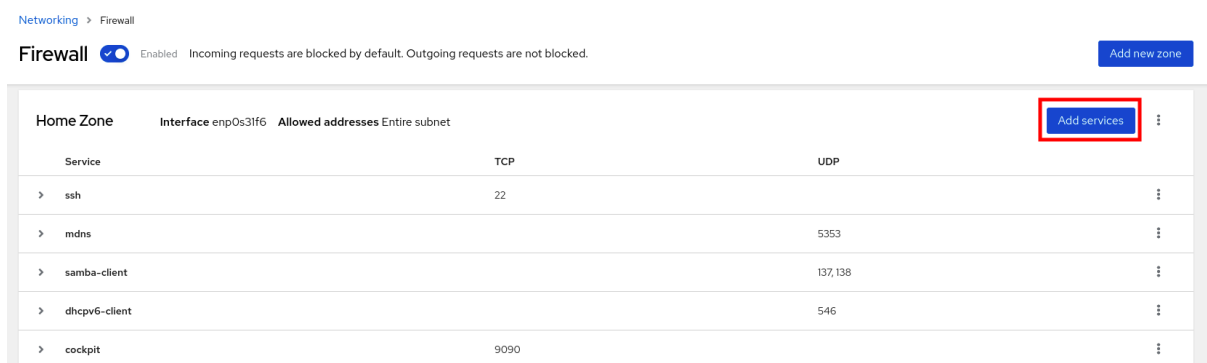 Networking > Firewall
Firewall Enabled Incoming requests are blocked by default. Outgoing requests are not blocked. Add new zone
Home Zone Interface enp0s31f6 Allowed addresses Entire subnet Add services
Service TCP UDP
ssh 22
mdns 5353
samba-client 137, 138
dhcpv6-client 546
cockpit 9090